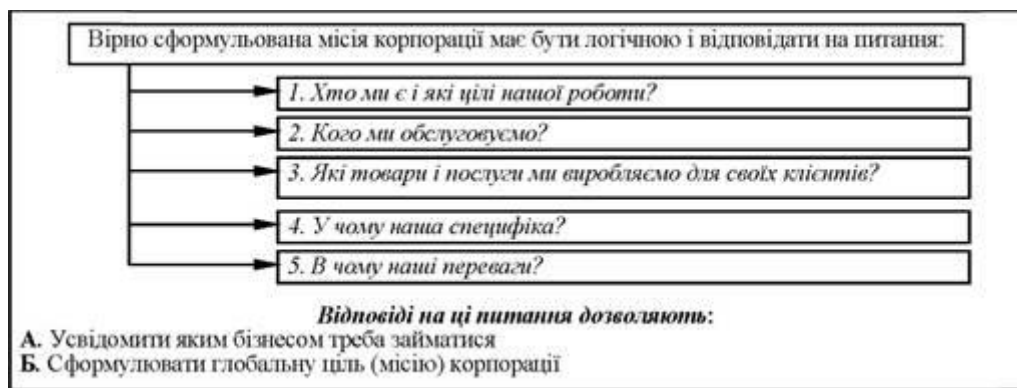 Вірно сформульована місія корпорації має бути логічною і відповідати на питання:
1. Хто ми є і які цілі нашої роботи?
2. Кого ми обслуговуємо?
3. Які товари і послуги ми виробляємо для своїх клієнтів?
4. У чому наша специфіка?
5. В чому наші переваги?
Відповіді на ці питання дозволяють:
А. Усвідомити яким бізнесом треба займатися
Б. Сформулювати глобальну ціль (місію) корпорації